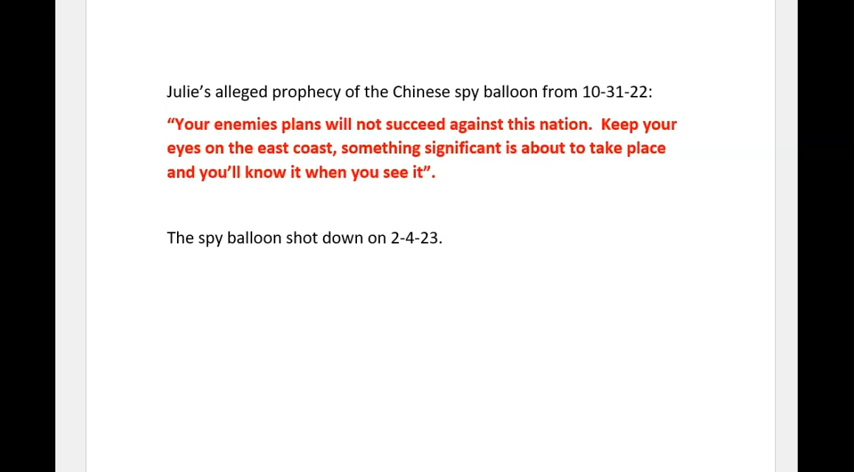 Julie’s alleged prophecy of the Chinese spy balloon from 10-31-22:
“Your enemies plans will not succeed against this nation.  Keep your
eyes on the east coast, something significant is about to take place
and you’ll know it when you see it”.
The spy balloon shot down on 2-4-23.